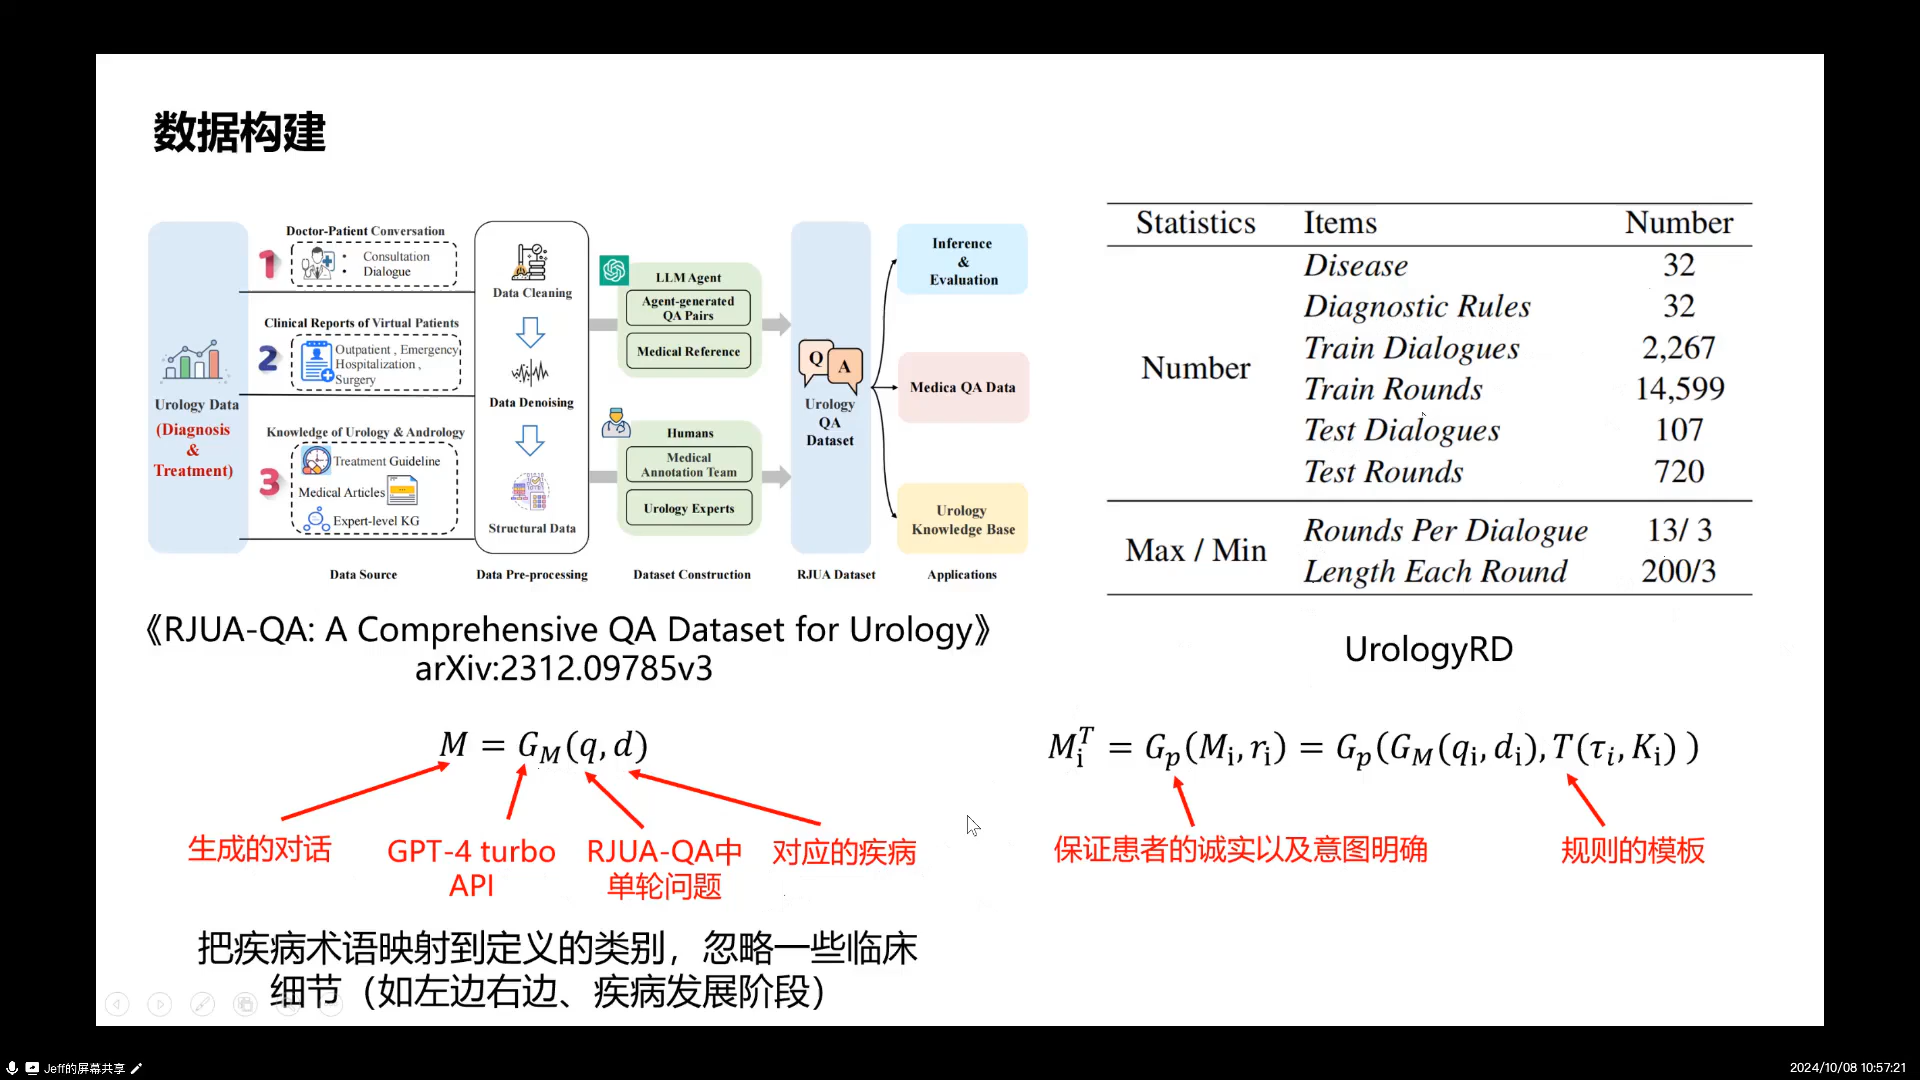 数据构建
Doctor-Patient Conversation
1
• Consultation
• Dialogue
Clinical Reports of Virtual Patients
2
Outpatient , Emergency
Hospitalization ,
Surgery
Urology Data
(Diagnosis
&
Treatment)
Knowledge of Urology & Andrology
3
Treatment Guideline
Medical Articles
Expert-level KG
Data Source
Data Cleaning
Data Denoising
Structural Data
Data Pre-processing
LLM Agent
Agent-generated
QA Pairs
Medical Reference
Humans
Medical
Annotation Team
Urology Experts
Dataset Construction
Q
A
Urology
QA
Dataset
RJUA Dataset
Inference
&
Evaluation
Medica QA Data
Urology
Knowledge Base
Applications
Statistics Items Number
Number
Disease 32
Diagnostic Rules 32
Train Dialogues 2,267
Train Rounds 14,599
Test Dialogues 107
Test Rounds 720
Max / Min
Rounds Per Dialogue 13/ 3
Length Each Round 200/3
《RJUA-QA: A Comprehensive QA Dataset for Urology》
arXiv:2312.09785v3
UrologyRD
M = G_M(q, d)
生成的对话
GPT-4 turbo
API
RJUA-QA中
单轮问题
对应的疾病
M_i^T = G_p(M_i, r_i) = G_p(G_M(q_i, d_i), T(τ_i, K_i) )
保证患者的诚实以及意图明确
规则的模板
把疾病术语映射到定义的类别，忽略一些临床
细节（如左边右边、疾病发展阶段）
Jeff的屏幕共享
2024/10/08 10:57:21